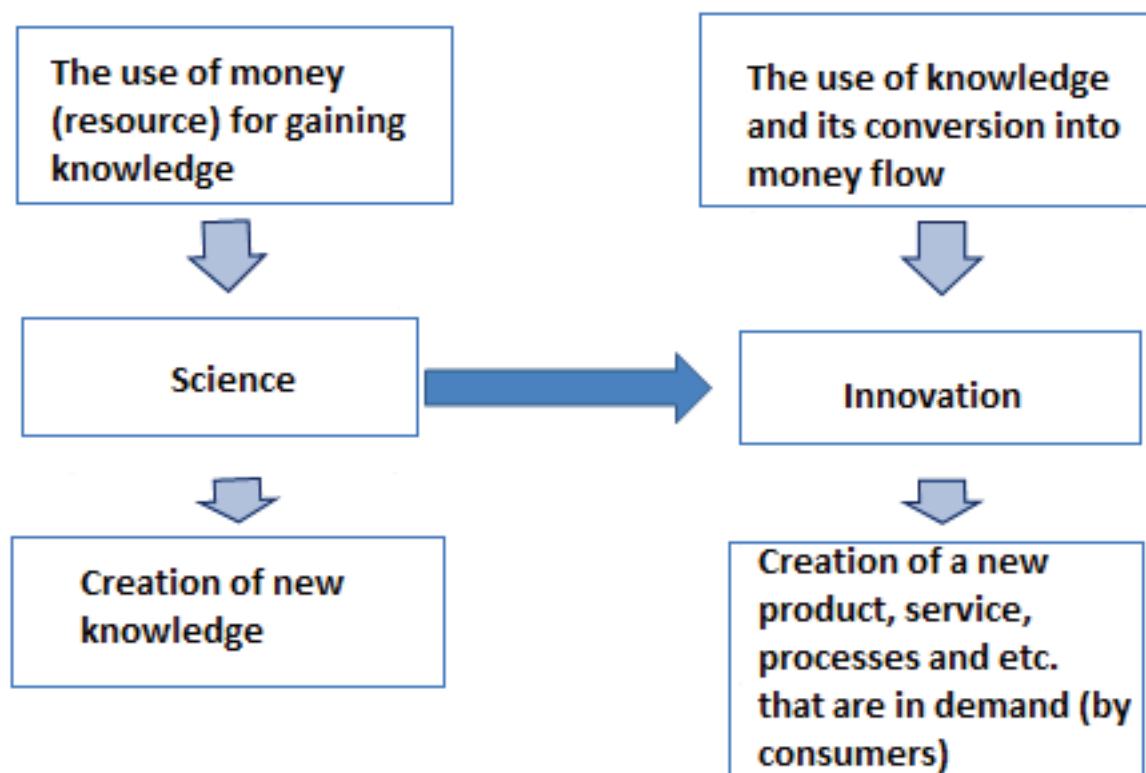 The use of money
(resource) for gaining
knowledge
The use of knowledge
and its conversion into
money flow
Science
Innovation
Creation of new
knowledge
Creation of a new
product, service,
processes and etc.
that are in demand (by
consumers)